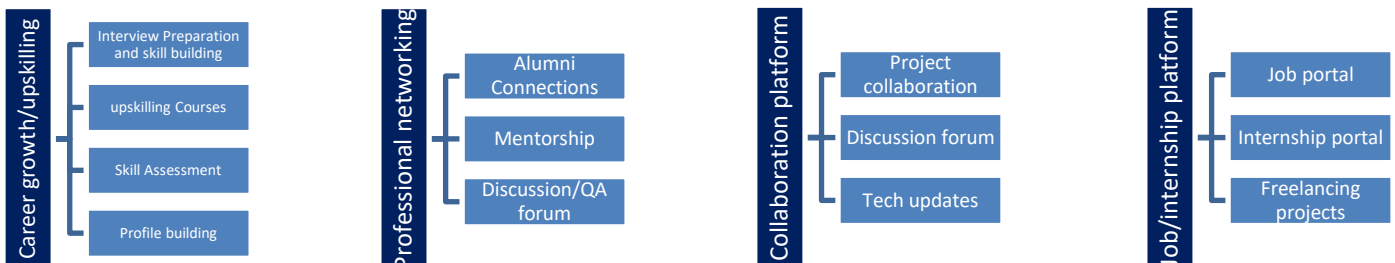 Career growth/upskilling
Interview Preparation
and skill building
upskilling Courses
Skill Assessment
Profile building
Professional networking
Alumni
Connections
Mentorship
Discussion/QA
forum
Collaboration platform
Project
collaboration
Discussion forum
Tech updates
Job/internship platform
Job portal
Internship portal
Freelancing
projects